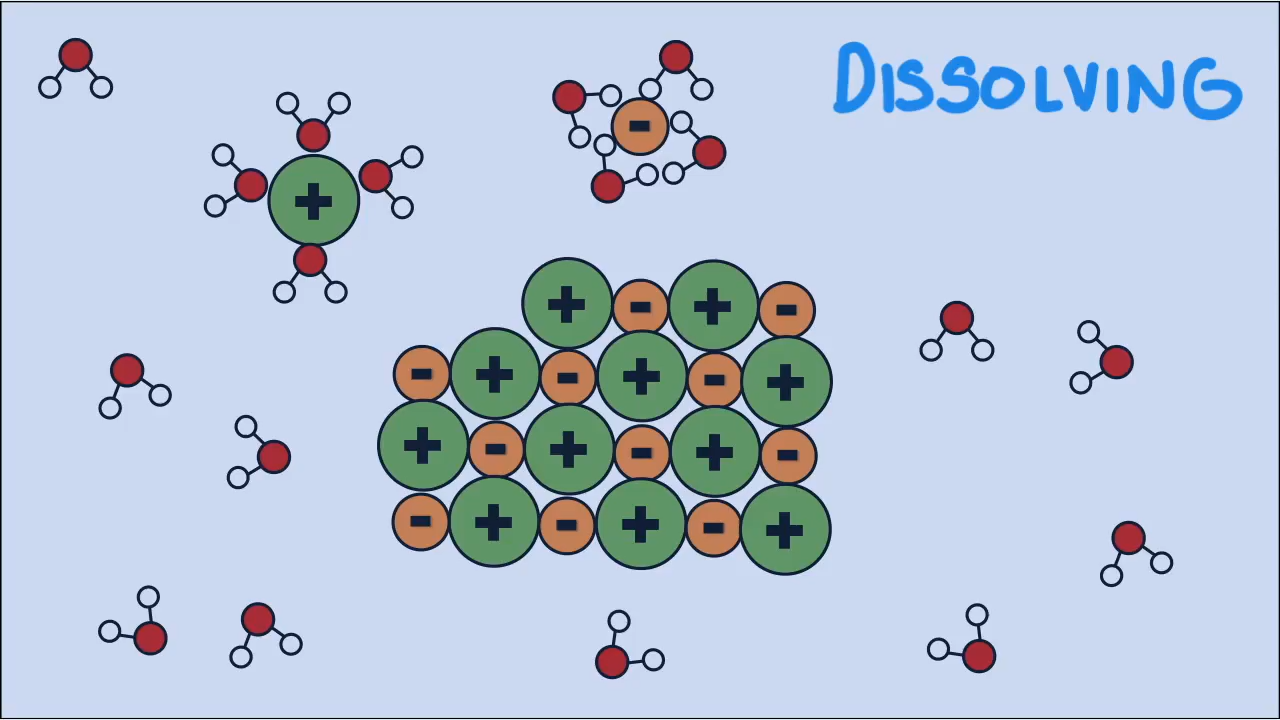 DISSOLVING
+
-
+ - + -
- + - + - +
+ - + - + -
- + - + - +